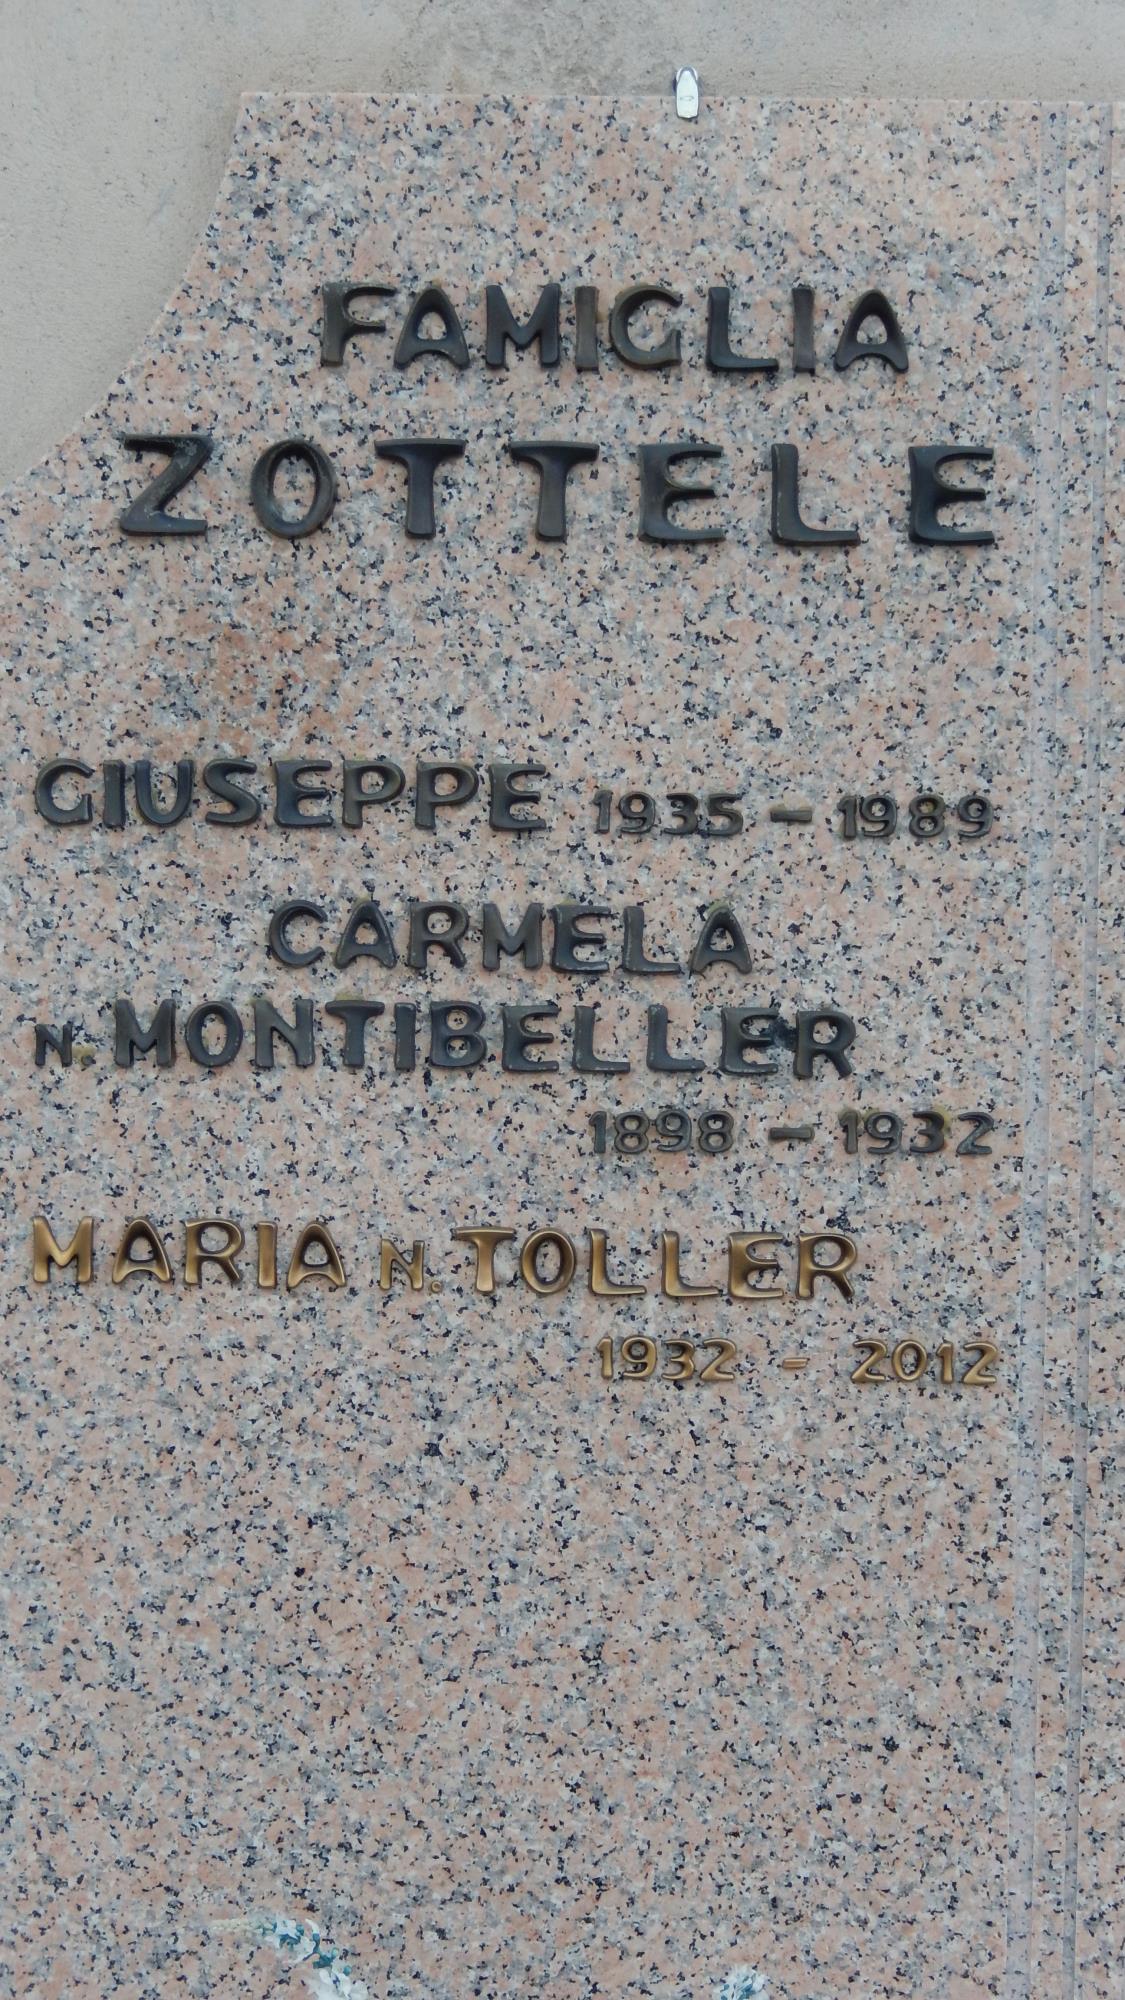 FAMIGLIA
ZOTTELE
GIUSEPPE 1935 - 1989
CARMELA
N. MONTIBELLER
1898 - 1932
MARIA N. TOLLER
1932 - 2012